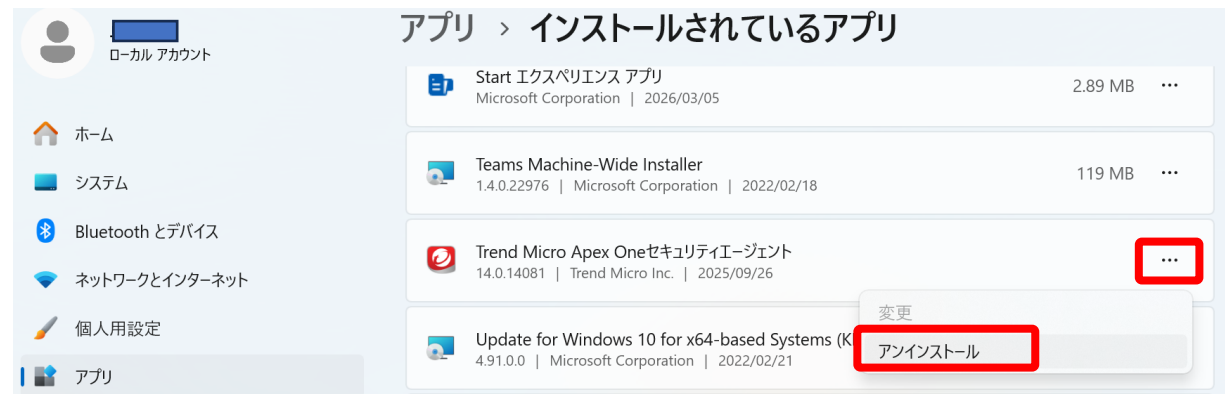 ローカル アカウント
ホーム
システム
Bluetooth とデバイス
ネットワークとインターネット
個人用設定
アプリ
アプリ › インストールされているアプリ
Start エクスペリエンス アプリ
Microsoft Corporation | 2026/03/05
2.89 MB
Teams Machine-Wide Installer
1.4.0.22976 | Microsoft Corporation | 2022/02/18
119 MB
Trend Micro Apex Oneセキュリティエージェント
14.0.14081 | Trend Micro Inc. | 2025/09/26
変更
アンインストール
Update for Windows 10 for x64-based Systems (K
4.91.0.0 | Microsoft Corporation | 2022/02/21